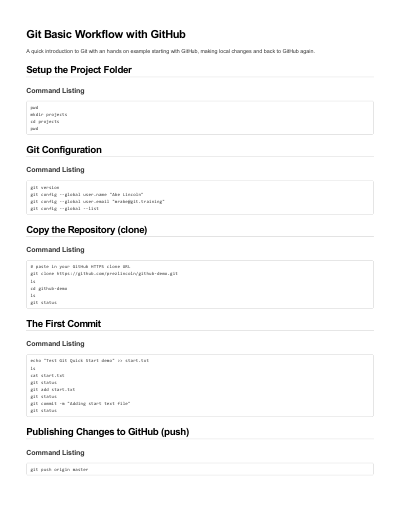 Git Basic Workflow with GitHub
A quick introduction to Git with an hands on example starting with GitHub, making local changes and back to GitHub again.
Setup the Project Folder
Command Listing
pwd
mkdir projects
cd projects
pwd
Git Configuration
Command Listing
git version
git config --global user.name "Abe Lincoln"
git config --global user.email "mrabe@git.training"
git config --global --list
Copy the Repository (clone)
Command Listing
# paste in your GitHub HTTPS clone URL
git clone https://github.com/prezlincoln/github-demo.git
ls
cd github-demo
ls
git status
The First Commit
Command Listing
echo "Test Git Quick Start demo" >> start.txt
ls
cat start.txt
git status
git add start.txt
git status
git commit -m "Adding start text file"
git status
Publishing Changes to GitHub (push)
Command Listing
git push origin master